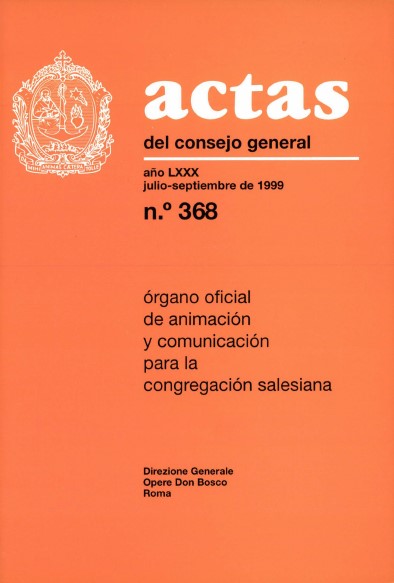 actas
del consejo general
año LXXX
julio-septiembre de 1999
n.º 368
órgano oficial
de animación
y comunicación
para la
congregación salesiana
Direzione Generale
Opere Don Bosco
Roma